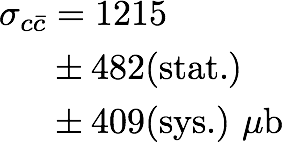 σ_{cc̄} = 1215
± 482(stat.)
± 409(sys.) μb